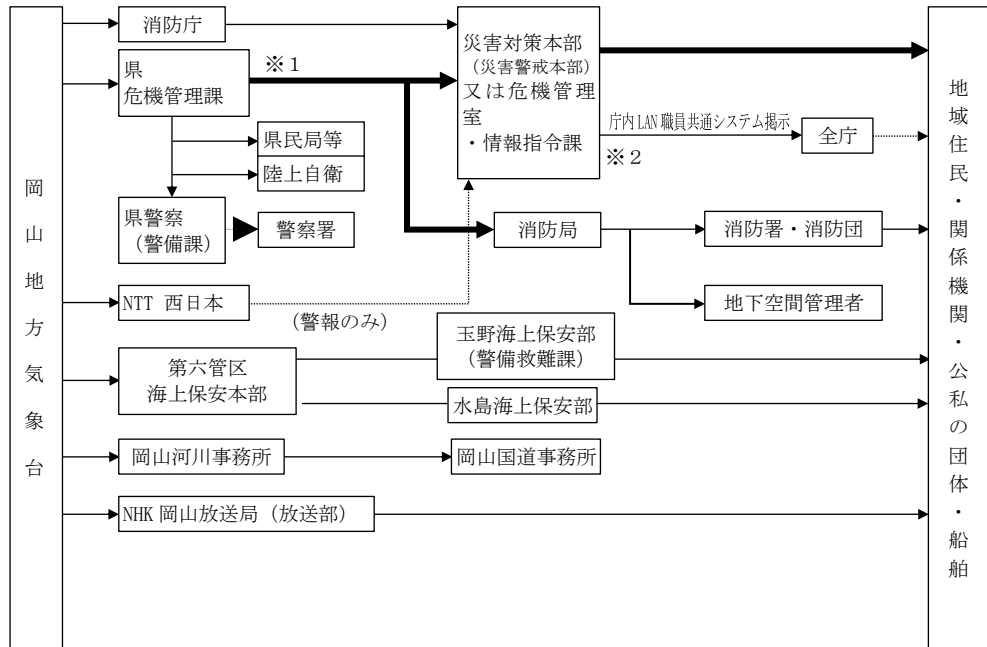 岡山地方気象台
消防庁
県
危機管理課
※１
県民局等
陸上自衛
県警察
（警備課）
警察署
NTT 西日本
(警報のみ)
第六管区
海上保安本部
岡山河川事務所
NHK 岡山放送局（放送部）
災害対策本部
（災害警戒本部）
又は危機管理
室
・情報指令課
庁内 LAN 職員共通システム掲示
※２
全庁
消防局
消防署・消防団
地下空間管理者
玉野海上保安部
（警備救難課）
水島海上保安部
岡山国道事務所
地域住民・関係機関・公私の団体・船舶